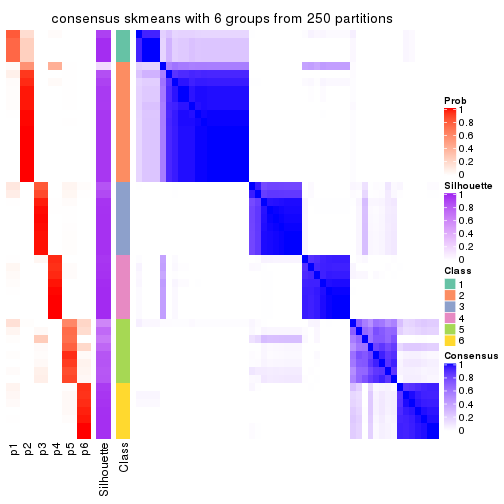 consensus skmeans with 6 groups from 250 partitions
Prob
1
0.8
0.6
0.4
0.2
0
Silhouette
1
0.8
0.6
0.4
0.2
0
Class
1
2
3
4
5
6
Consensus
1
0.8
0.6
0.4
0.2
0
p1
p2
p3
p4
p5
p6
Silhouette
Class